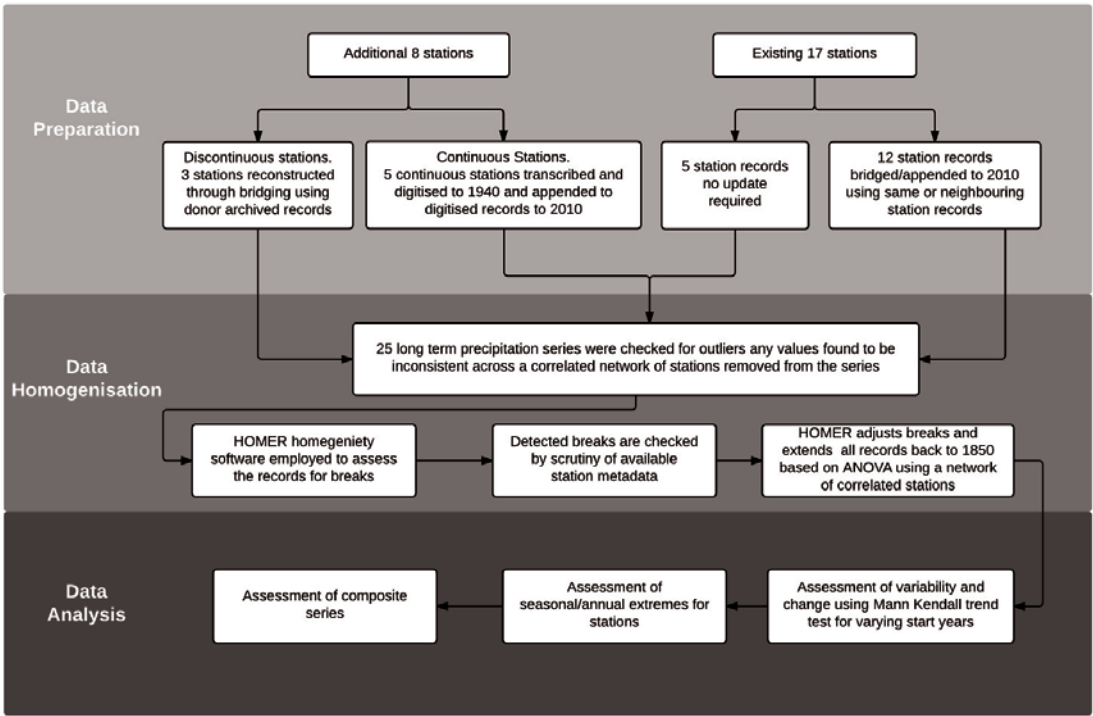 Additional 8 stations
Existing 17 stations
Data
Preparation
Discontinuous stations.
3 stations reconstructed
through bridging using
donor archived records
Continuous Stations.
5 continuous stations transcribed and
digitised to 1940 and appended to
digitised records to 2010
5 station records
no update
required
12 station records
bridged/appended to 2010
using same or neighbouring
station records
Data
Homogenisation
25 long term precipitation series were checked for outliers any values found to be
inconsistent across a correlated network of stations removed from the series
HOMER homegeniety
software employed to assess
the records for breaks
Detected breaks are checked
by scrutiny of available
station metadata
HOMER adjusts breaks and
extends all records back to 1850
based on ANOVA using a network
of correlated stations
Data
Analysis
Assessment of composite
series
Assessment of
seasonal/annual extremes for
stations
Assessment of variability and
change using Mann Kendall trend
test for varying start years